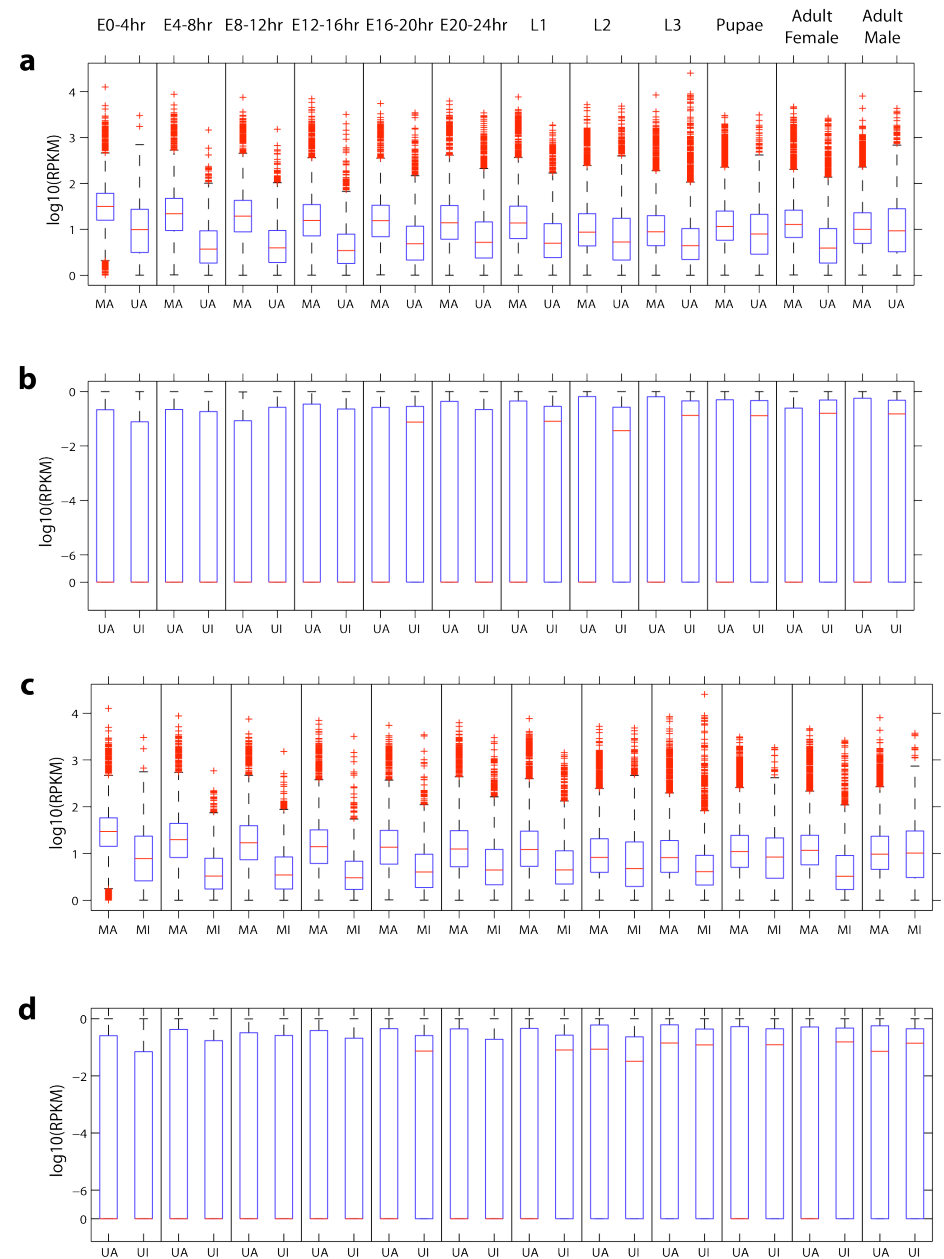 E0-4hr E4-8hr E8-12hr E12-16hr E16-20hr E20-24hr L1 L2 L3 Pupae Adult Female Adult Male
a
log10(RPKM)
4
3
2
1
0
MA UA MA UA MA UA MA UA MA UA MA UA MA UA MA UA MA UA MA UA MA UA MA UA
b
log10(RPKM)
0
−2
−4
−6
0
UA UI UA UI UA UI UA UI UA UI UA UI UA UI UA UI UA UI UA UI UA UI UA UI
c
log10(RPKM)
4
3
2
1
0
MA MI MA MI MA MI MA MI MA MI MA MI MA MI MA MI MA MI MA MI MA MI MA MI
d
log10(RPKM)
0
−2
−4
−6
0
UA UI UA UI UA UI UA UI UA UI UA UI UA UI UA UI UA UI UA UI UA UI UA UI